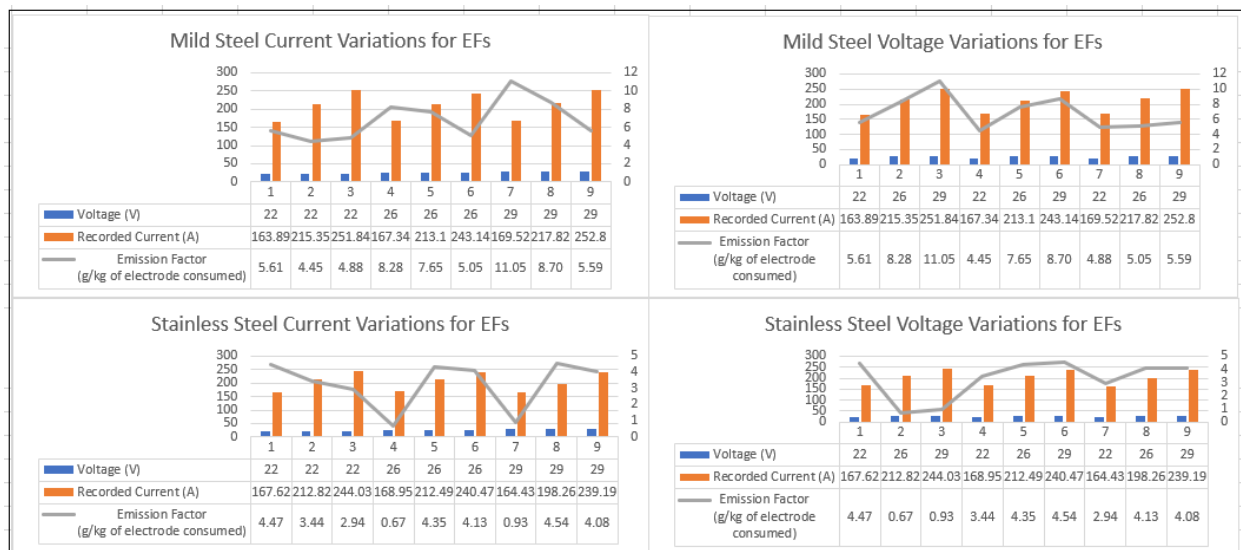 Mild Steel Current Variations for EFs
300 12
250 10
200 8
150 6
100 4
50 2
0 0
1 2 3 4 5 6 7 8 9
Voltage (V) 22 22 22 26 26 26 29 29 29
Recorded Current (A) 163.89 215.35 251.84 167.34 213.1 243.14 169.52 217.82 252.8
Emission Factor
(g/kg of electrode consumed) 5.61 4.45 4.88 8.28 7.65 5.05 11.05 8.70 5.59
Mild Steel Voltage Variations for EFs
300 12
250 10
200 8
150 6
100 4
50 2
0 0
1 2 3 4 5 6 7 8 9
Voltage (V) 22 26 29 22 26 29 22 26 29
Recorded Current (A) 163.89 215.35 251.84 167.34 213.1 243.14 169.52 217.82 252.8
Emission Factor
(g/kg of electrode 5.61 8.28 11.05 4.45 7.65 8.70 4.88 5.05 5.59
consumed)
Stainless Steel Current Variations for EFs
300 5
250 4
200 3
150 2
100 1
50 0
0
1 2 3 4 5 6 7 8 9
Voltage (V) 22 22 22 26 26 26 29 29 29
Recorded Current (A) 167.62 212.82 244.03 168.95 212.49 240.47 164.43 198.26 239.19
Emission Factor
(g/kg of electrode consumed) 4.47 3.44 2.94 0.67 4.35 4.13 0.93 4.54 4.08
Stainless Steel Voltage Variations for EFs
300 5
250 4
200 3
150 2
100 1
50 0
0
1 2 3 4 5 6 7 8 9
Voltage (V) 22 26 29 22 26 29 22 26 29
Recorded Current (A) 167.62 212.82 244.03 168.95 212.49 240.47 164.43 198.26 239.19
Emission Factor
(g/kg of electrode 4.47 0.67 0.93 3.44 4.35 4.54 2.94 4.13 4.08
consumed)